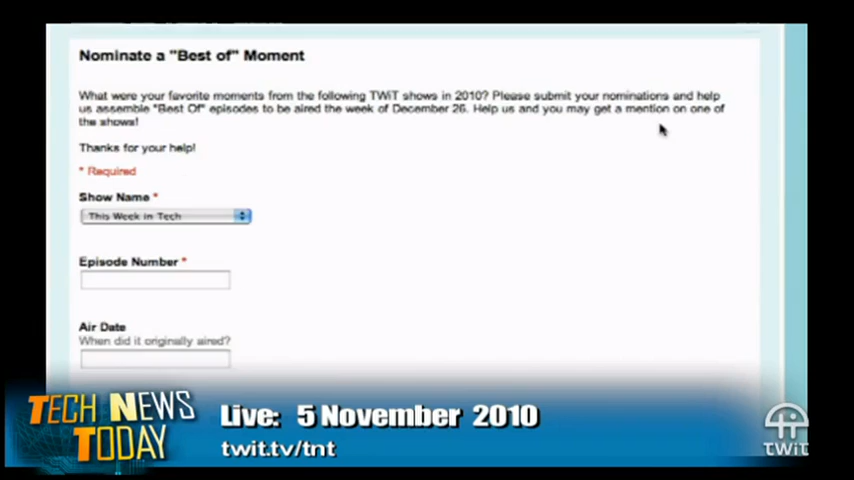 Nominate a "Best of" Moment
What were your favorite moments from the following TWiT shows in 2010? Please submit your nominations and help
us assemble "Best Of" episodes to be aired the week of December 26. Help us and you may get a mention on one of
the shows!
Thanks for your help!
* Required
Show Name *
This Week in Tech
Episode Number *
Air Date
When did it originally aired?
TECH NEWS
TODAY
Live: 5 November 2010
twit.tv/tnt
TWiT